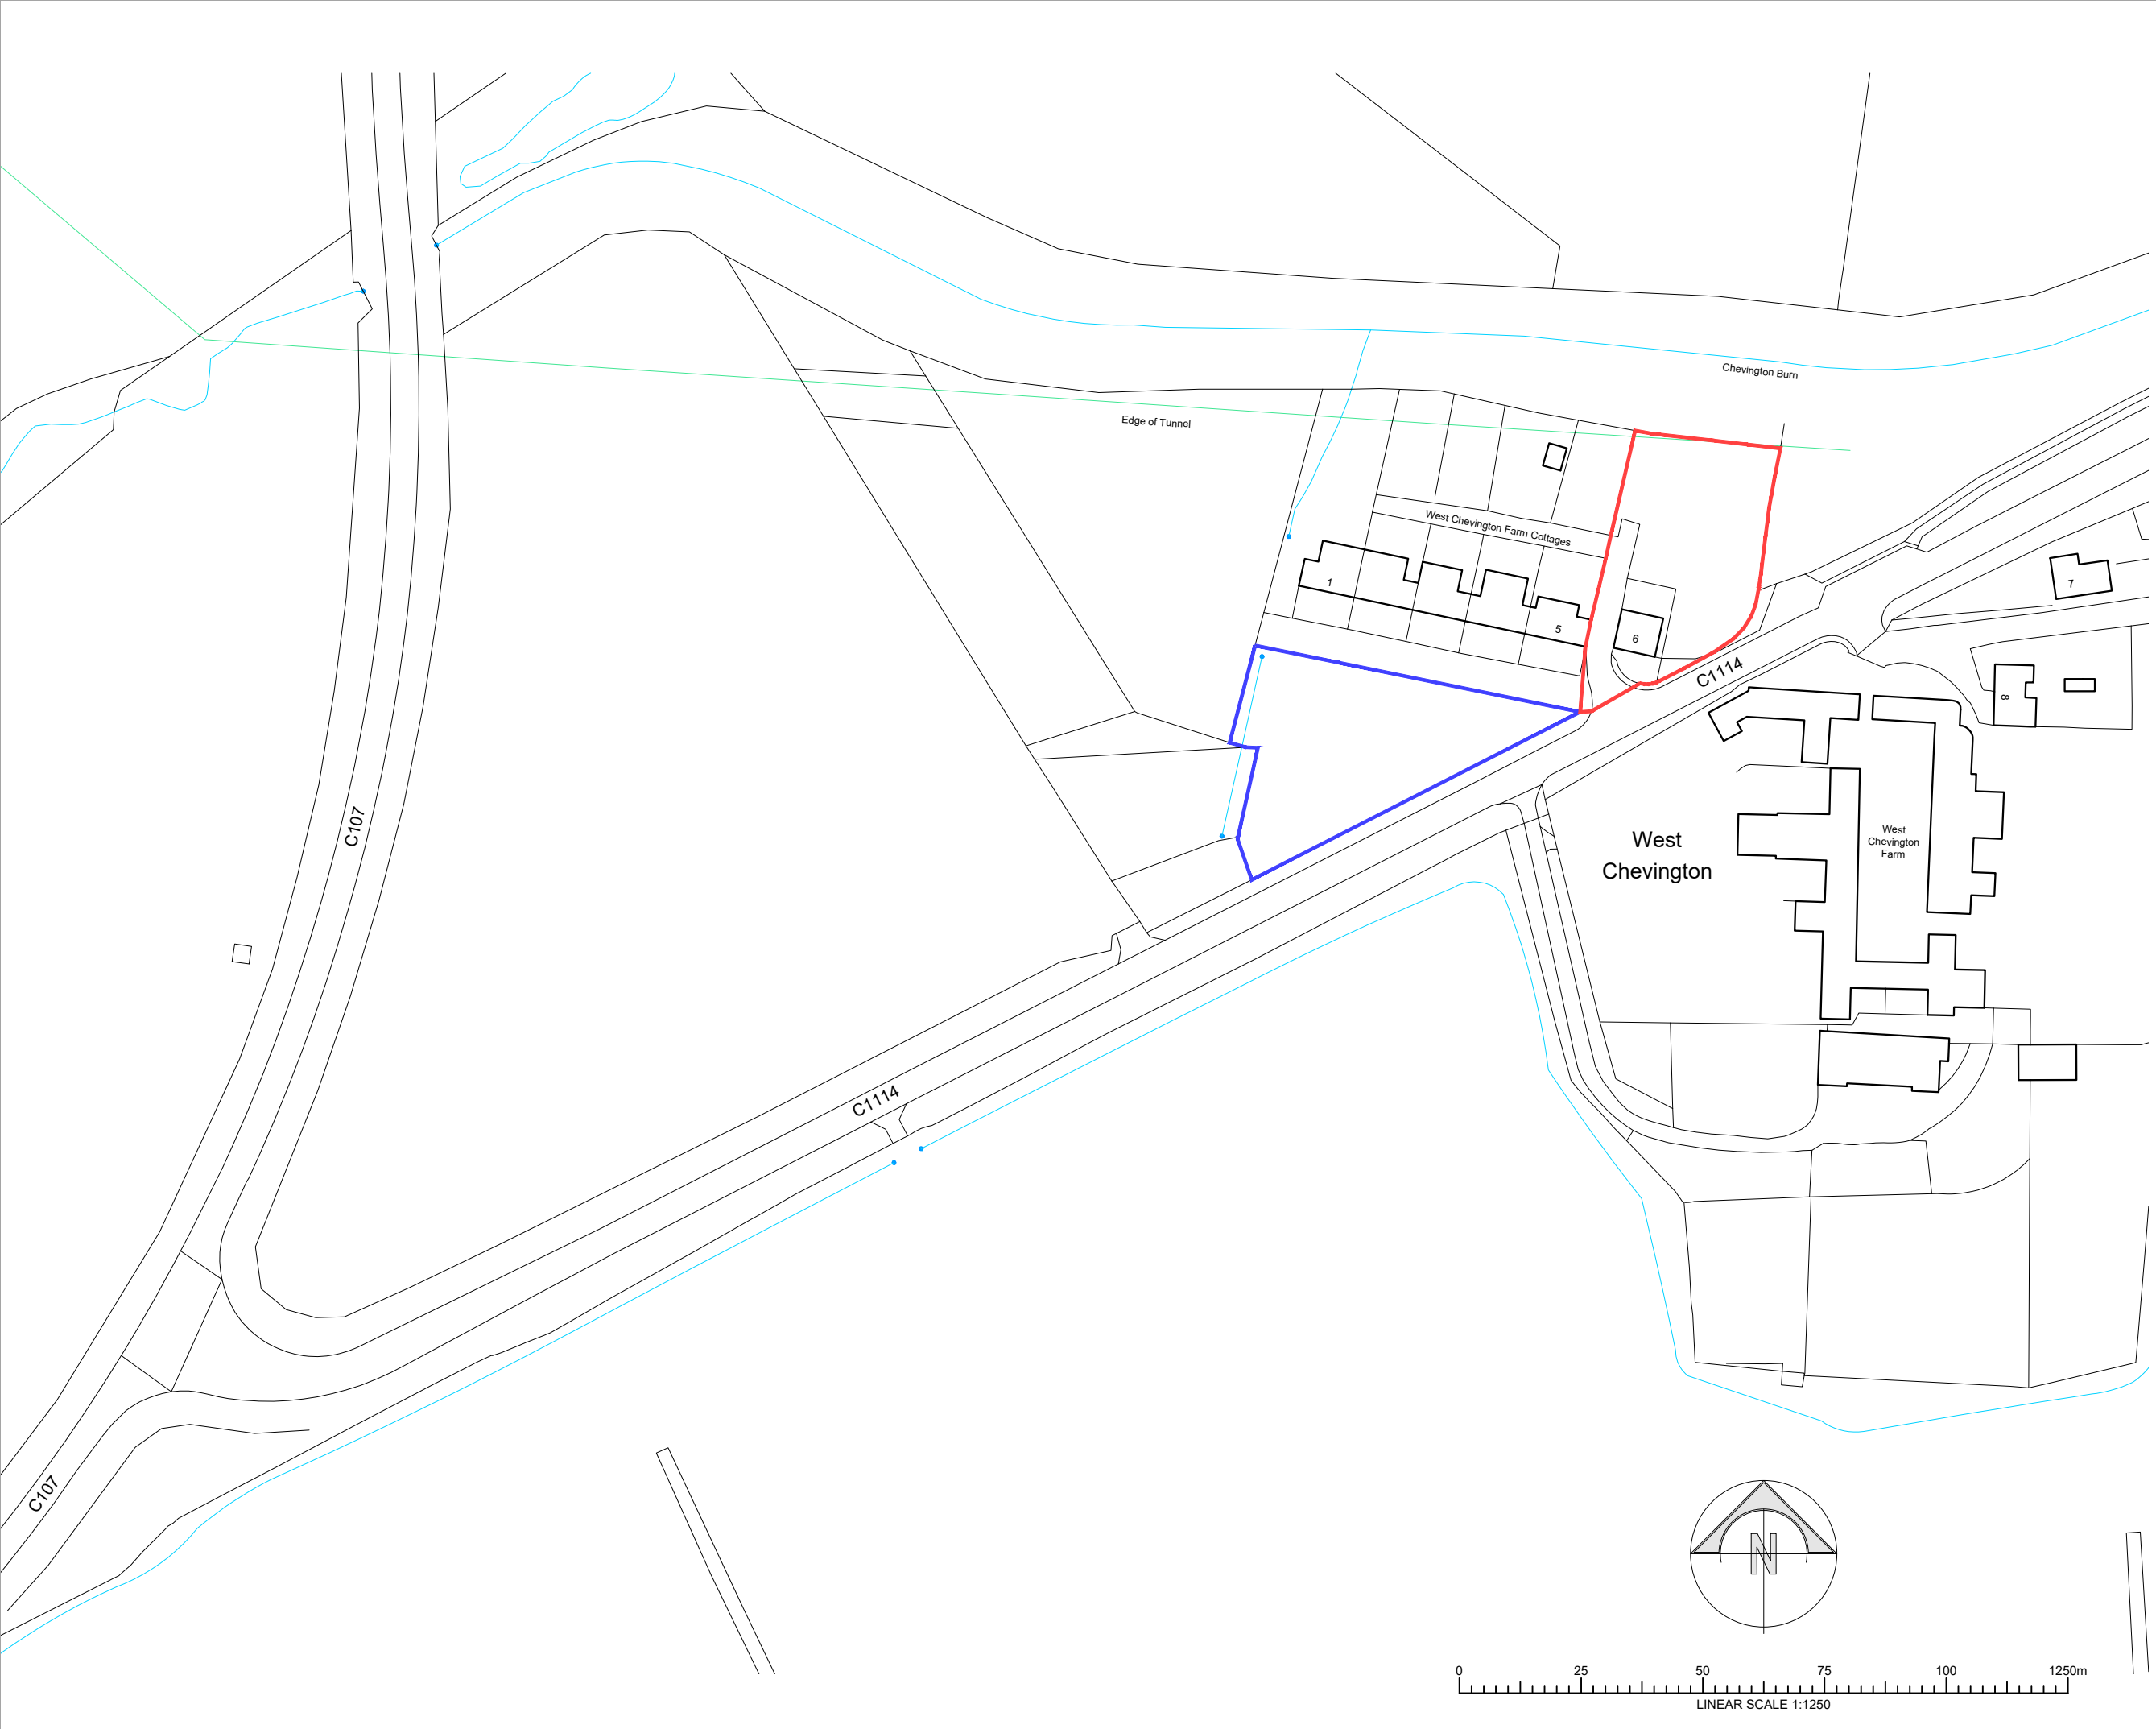 Chevington Burn
Edge of Tunnel
West Chevington Farm Cottages
1
5
6
7
8
C1114
West
Chevington
West
Chevington
Farm
C107
C1114
C107
N
0 25 50 75 100 1250m
LINEAR SCALE 1:1250